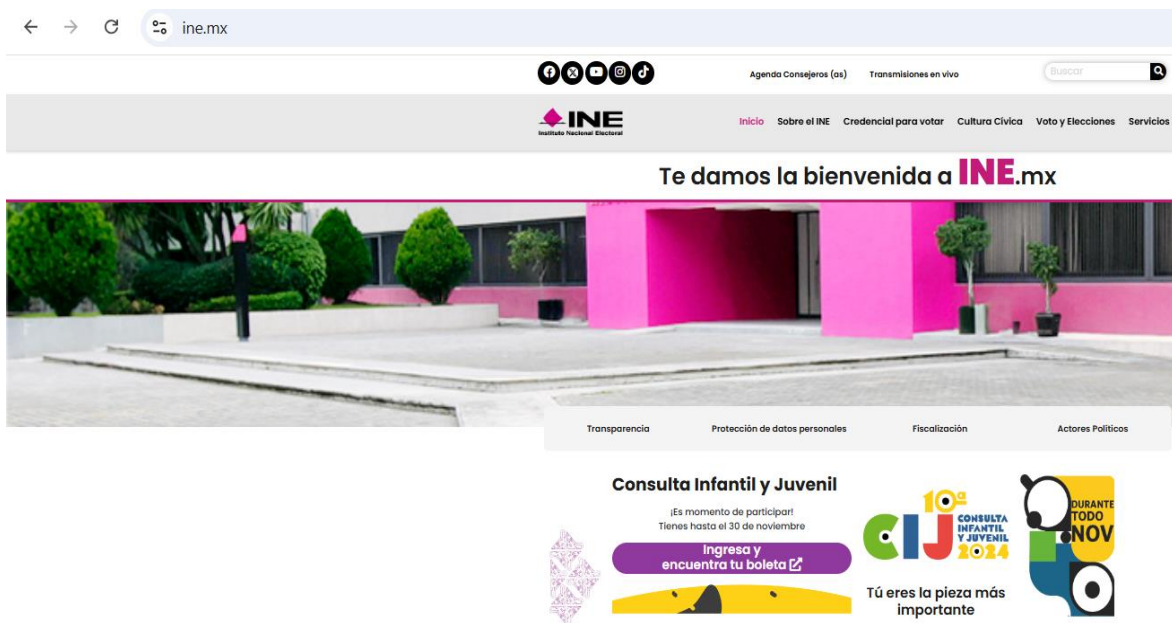 ine.mx
Agenda Consejeros (as) Transmisiones en vivo Buscar
INE
Instituto Nacional Electoral
Inicio Sobre el INE Credencial para votar Cultura Cívica Voto y Elecciones Servicios
Te damos la bienvenida a INE.mx
Transparencia Protección de datos personales Fiscalización Actores Políticos
Consulta Infantil y Juvenil
¡Es momento de participar!
Tienes hasta el 30 de noviembre
Ingresa y
encuentra tu boleta
10ª
CIJ
CONSULTA
INFANTIL
Y JUVENIL
2024
Tú eres la pieza más
importante
DURANTE
TODO
NOV